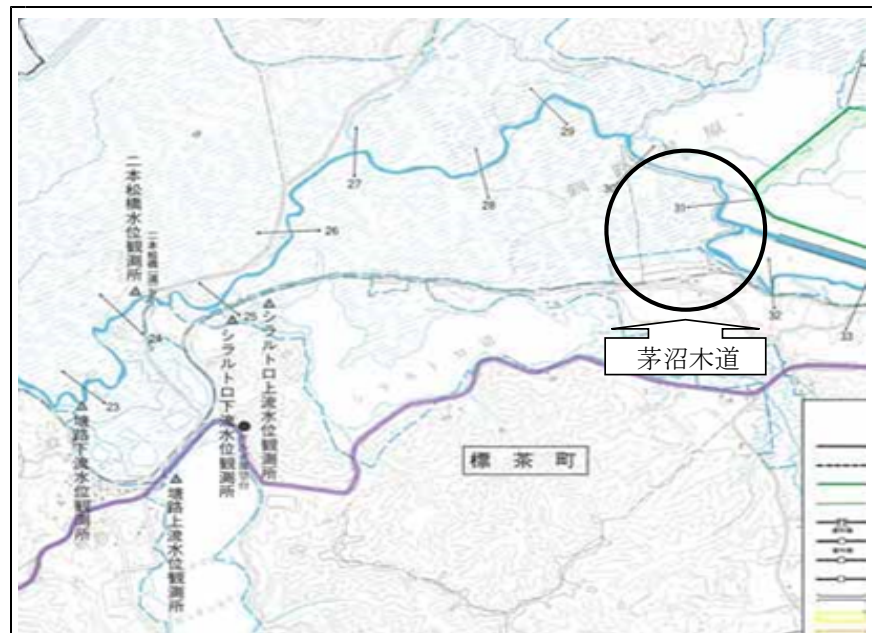 二本松橋水位観測所
塘路下流水位観測所
塘路上流水位観測所
シラルトロ下流水位観測所
シラルトロ上流水位観測所
標茶町
茅沼木道
23
24
25
26
27
28
29
30
31
32
33